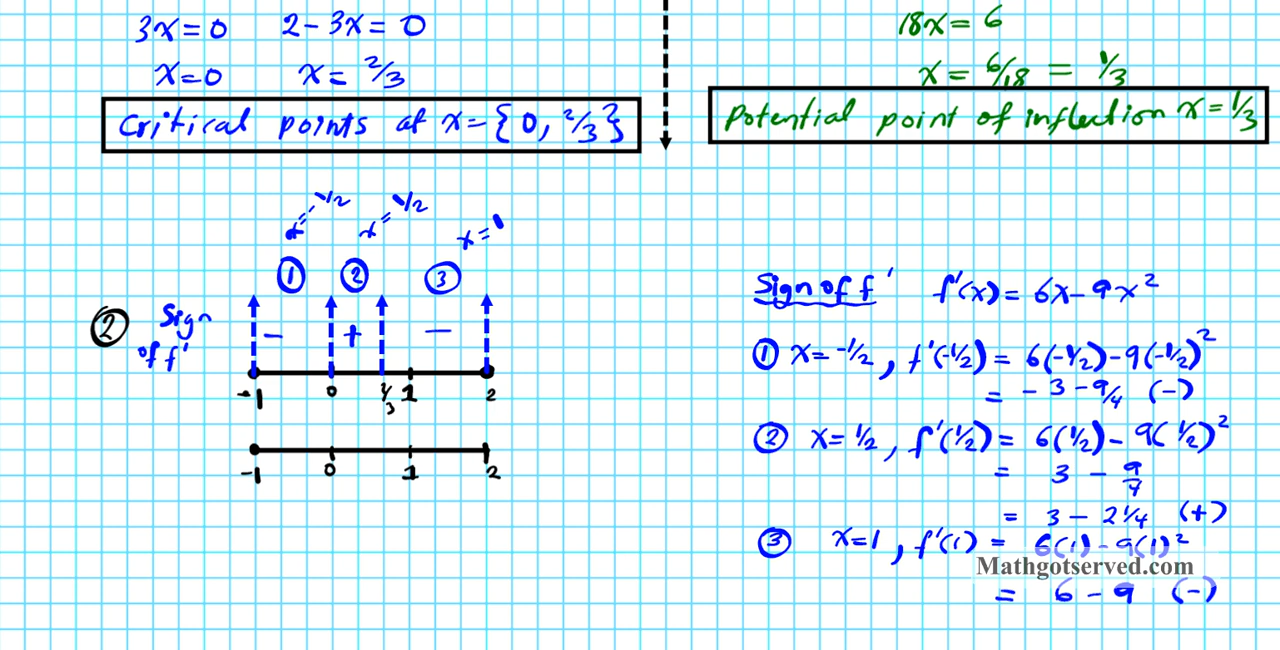 3x = 0 2 - 3x = 0
x = 0 x = 2/3
Critical points at x = { 0, 2/3 }
18x = 6
x = 6/18 = 1/3
Potential point of inflection x = 1/3
x = -1/2 x = 1/2 x = 1
① ② ③
② Sign
of f'
- + -
-1 0 2/3 1 2
-1 0 1 2
Sign of f' f'(x) = 6x - 9x²
① x = -1/2 , f'(-1/2) = 6(-1/2) - 9(-1/2)²
= -3 - 9/4 (-)
② x = 1/2 , f'(1/2) = 6(1/2) - 9(1/2)²
= 3 - 9/4
= 3 - 2 1/4 (+)
③ x=1 , f'(1) = 6(1) - 9(1)²
Mathgotserved.com
= 6 - 9 (-)